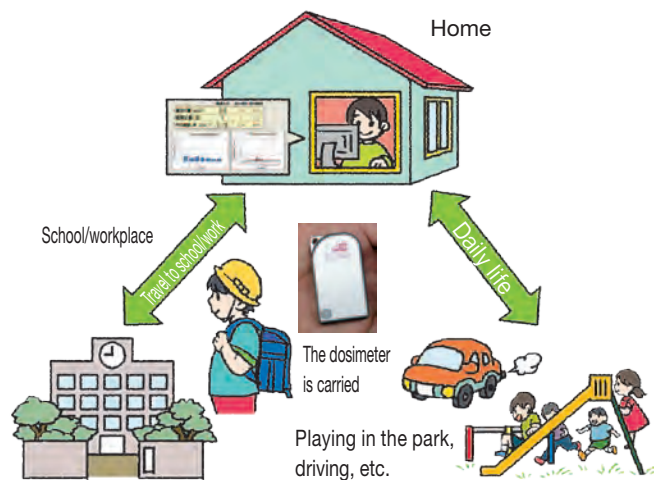 Home
School/workplace
Travel to school/work
Daily life
The dosimeter
is carried
Playing in the park,
driving, etc.